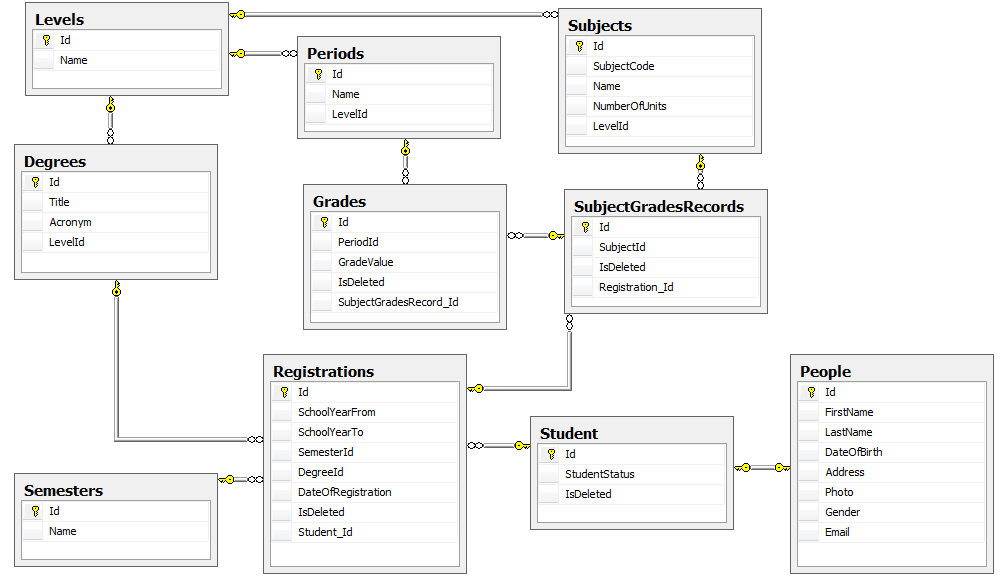 Levels
Id
Name
Periods
Id
Name
LevelId
Subjects
Id
SubjectCode
Name
NumberOfUnits
LevelId
Degrees
Id
Title
Acronym
LevelId
Grades
Id
PeriodId
GradeValue
IsDeleted
SubjectGradesRecord_Id
SubjectGradesRecords
Id
SubjectId
IsDeleted
Registration_Id
Registrations
Id
SchoolYearFrom
SchoolYearTo
SemesterId
DegreeId
DateOfRegistration
IsDeleted
Student_Id
Student
Id
StudentStatus
IsDeleted
People
Id
FirstName
LastName
DateOfBirth
Address
Photo
Gender
Email
Semesters
Id
Name